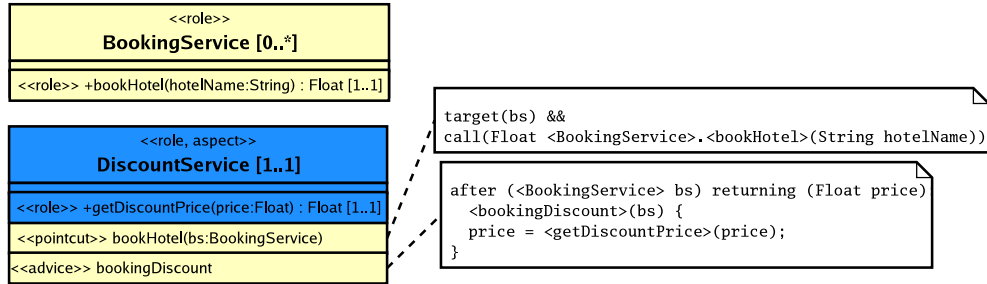 <<role>>
BookingService [0..*]
<<role>> +bookHotel(hotelName:String) : Float [1..1]
<<role, aspect>>
DiscountService [1..1]
<<role>> +getDiscountPrice(price:Float) : Float [1..1]
<<pointcut>> bookHotel(bs:BookingService)
<<advice>> bookingDiscount
target(bs) &&
call(Float <BookingService>.<bookHotel>(String hotelName))
after (<BookingService> bs) returning (Float price)
<bookingDiscount>(bs) {
price = <getDiscountPrice>(price);
}